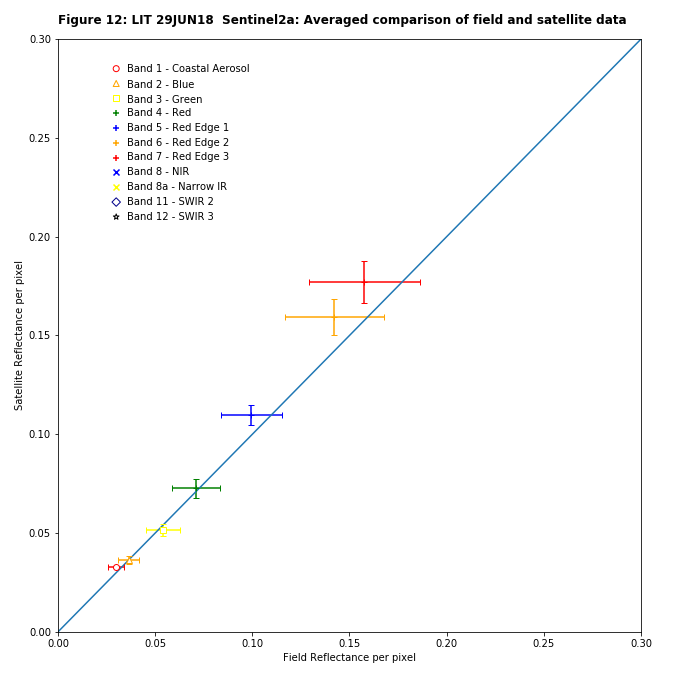 Figure 12: LIT 29JUN18  Sentinel2a: Averaged comparison of field and satellite data
0.30
0.25
0.20
0.15
0.10
0.05
0.00
Satellite Reflectance per pixel
Band 1 - Coastal Aerosol
Band 2 - Blue
Band 3 - Green
Band 4 - Red
Band 5 - Red Edge 1
Band 6 - Red Edge 2
Band 7 - Red Edge 3
Band 8 - NIR
Band 8a - Narrow IR
Band 11 - SWIR 2
Band 12 - SWIR 3
0.00 0.05 0.10 0.15 0.20 0.25 0.30
Field Reflectance per pixel